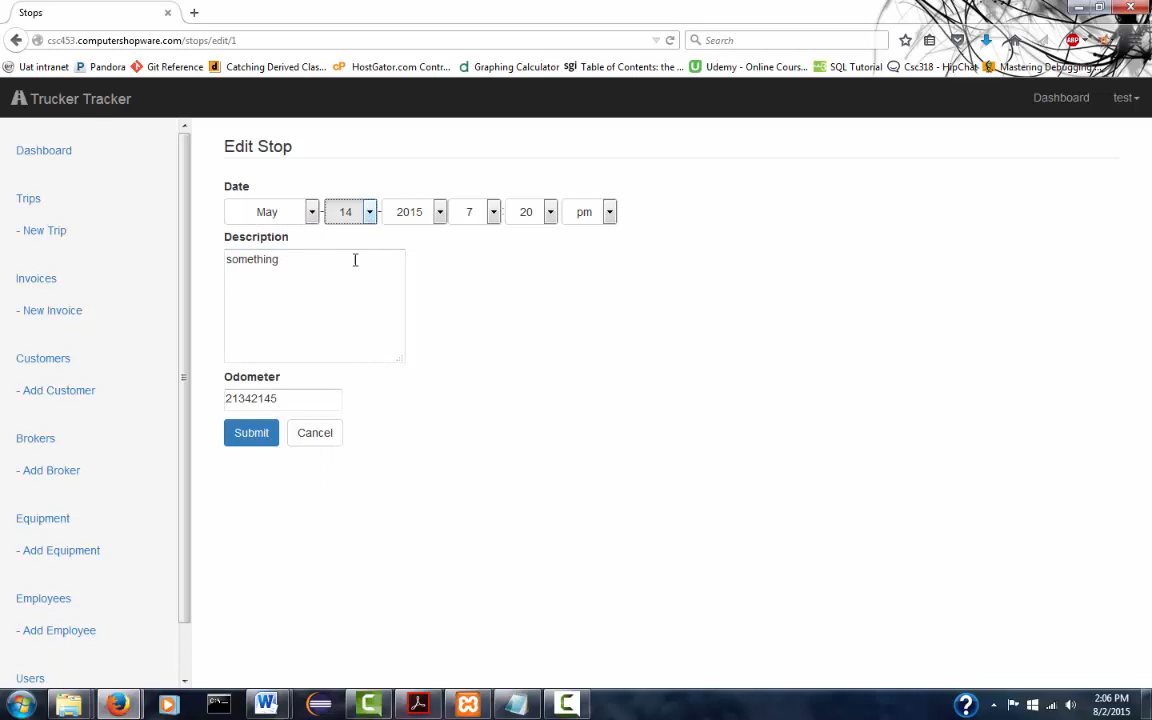 Stops
csc453.computershopware.com/stops/edit/1
Search
Uat intranet Pandora Git Reference Catching Derived Clas... HostGator.com Contr... Graphing Calculator Table of Contents: the ... Udemy - Online Cours... SQL Tutorial Csc318 - HipChat Mastering Debugging
Trucker Tracker
Dashboard test
Dashboard
Trips
- New Trip
Invoices
- New Invoice
Customers
- Add Customer
Brokers
- Add Broker
Equipment
- Add Equipment
Employees
- Add Employee
Users
Edit Stop
Date
May - 14 - 2015 7 : 20 pm
Description
something
Odometer
21342145
Submit Cancel
2:06 PM
8/2/2015